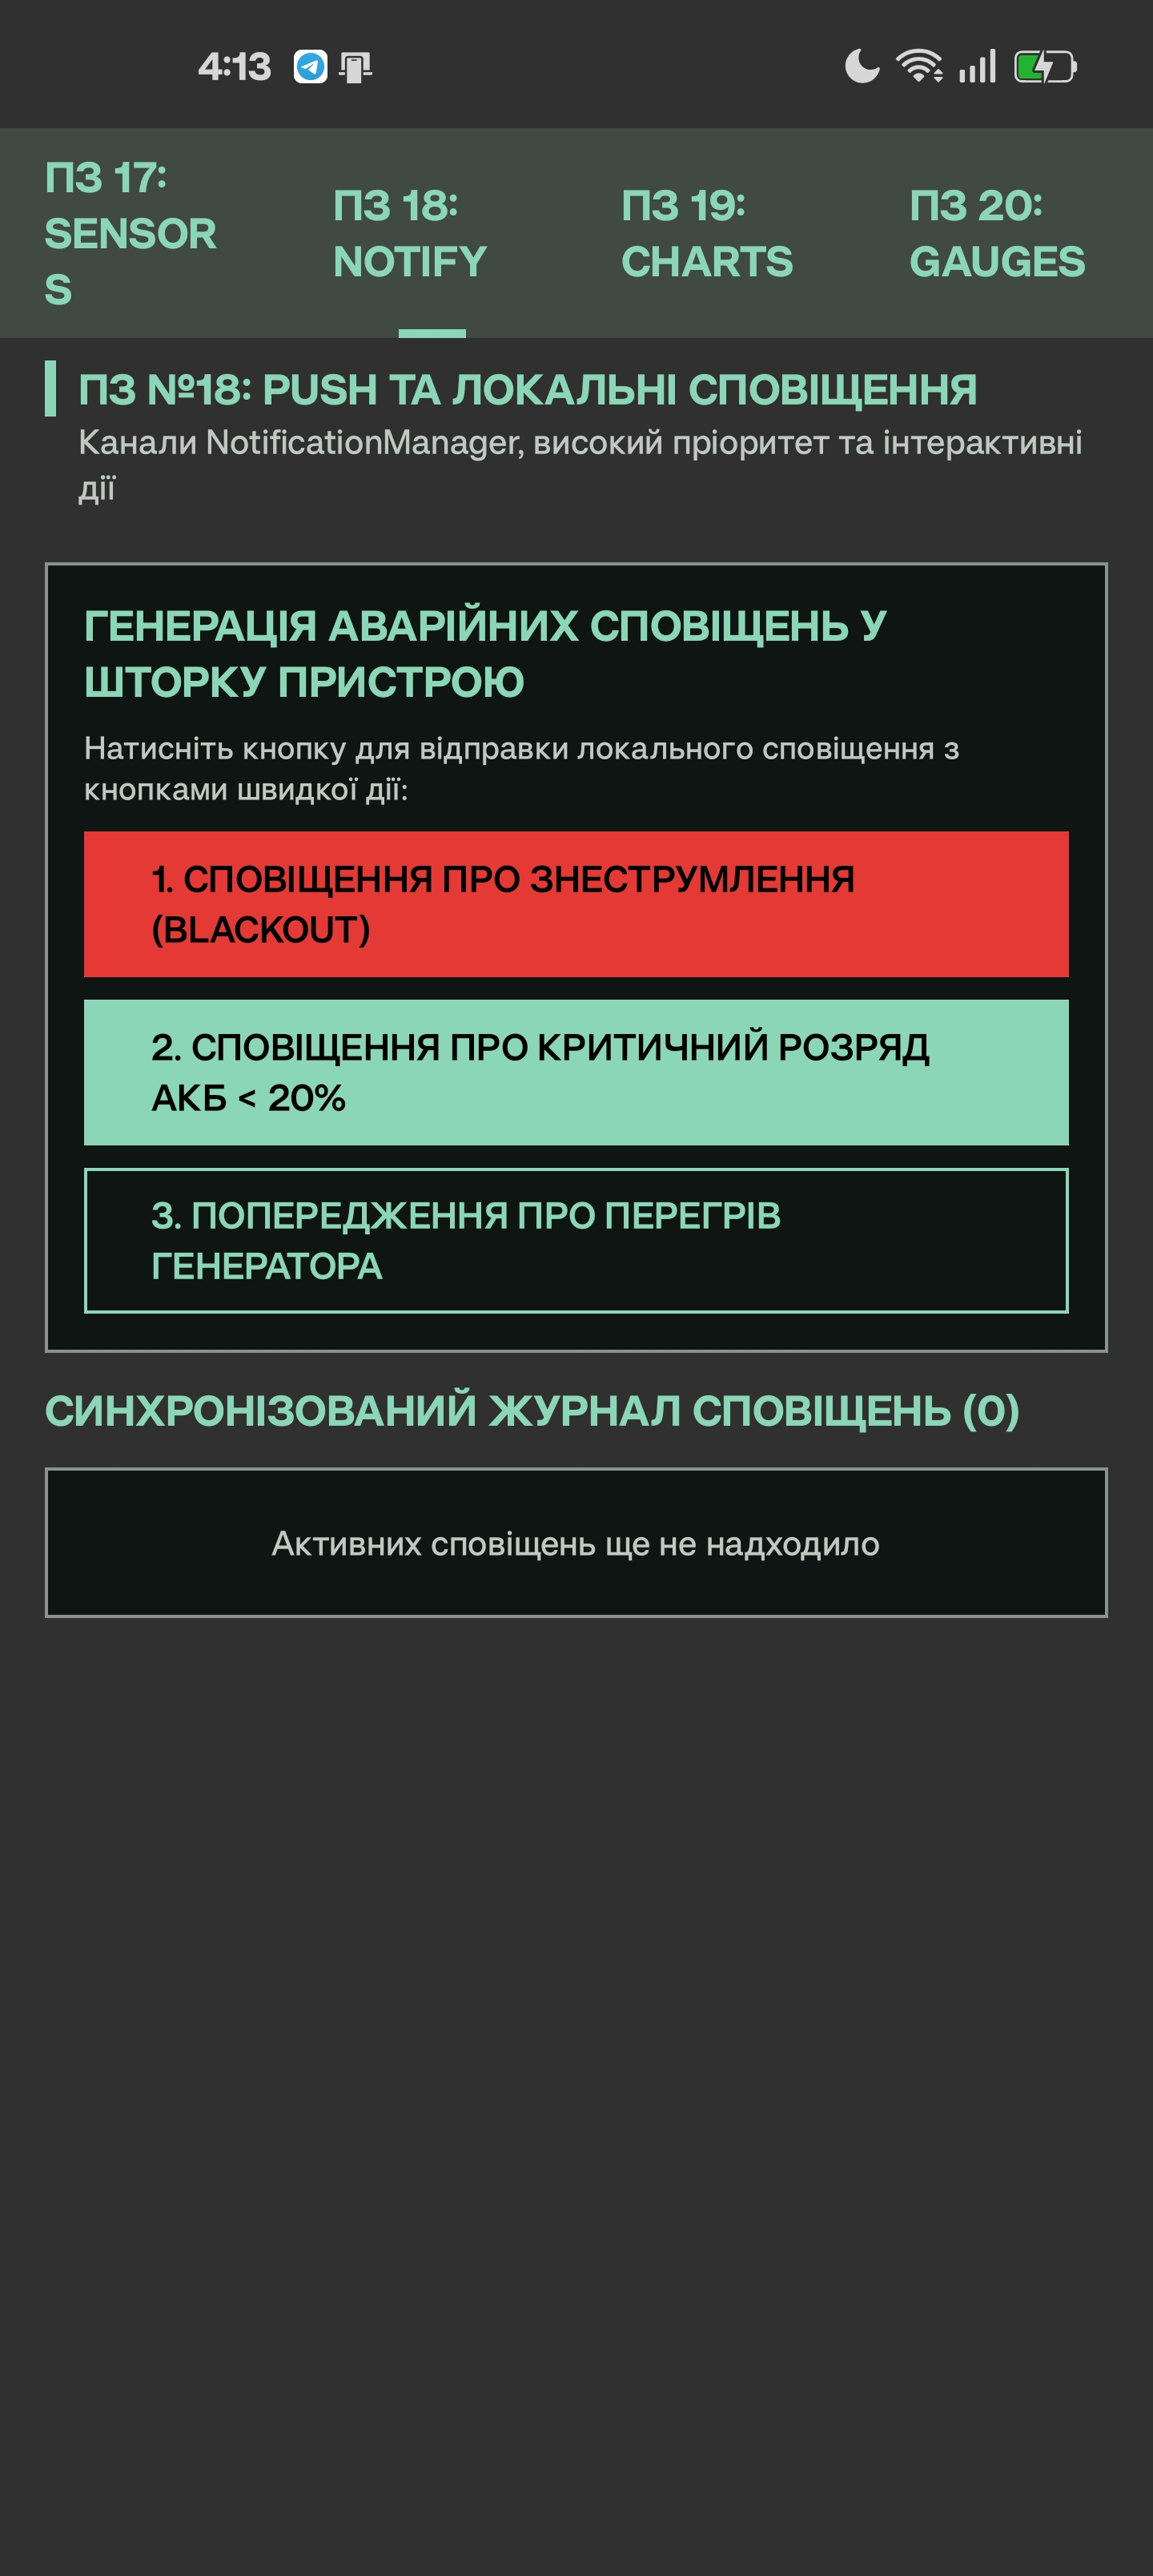 4:13
ПЗ 17:
SENSOR
S
ПЗ 18:
NOTIFY
ПЗ 19:
CHARTS
ПЗ 20:
GAUGES
ПЗ №18: PUSH ТА ЛОКАЛЬНІ СПОВІЩЕННЯ
Канали NotificationManager, високий пріоритет та інтерактивні
дії
ГЕНЕРАЦІЯ АВАРІЙНИХ СПОВІЩЕНЬ У
ШТОРКУ ПРИСТРОЮ
Натисніть кнопку для відправки локального сповіщення з
кнопками швидкої дії:
1. СПОВІЩЕННЯ ПРО ЗНЕСТРУМЛЕННЯ
(BLACKOUT)
2. СПОВІЩЕННЯ ПРО КРИТИЧНИЙ РОЗРЯД
АКБ < 20%
3. ПОПЕРЕДЖЕННЯ ПРО ПЕРЕГРІВ
ГЕНЕРАТОРА
СИНХРОНІЗОВАНИЙ ЖУРНАЛ СПОВІЩЕНЬ (0)
Активних сповіщень ще не надходило